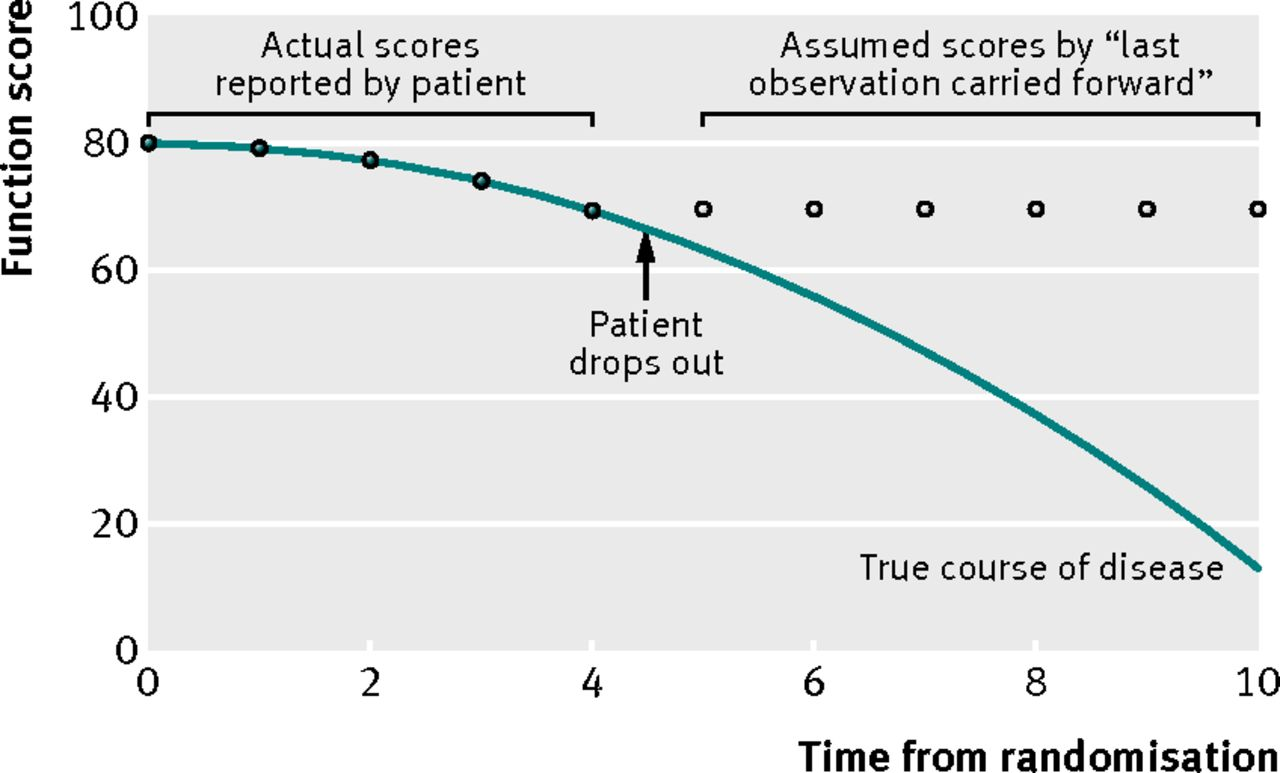 Function score
100
80
60
40
20
0
Actual scores
reported by patient
Assumed scores by “last
observation carried forward”
Patient
drops out
True course of disease
0 2 4 6 8 10
Time from randomisation